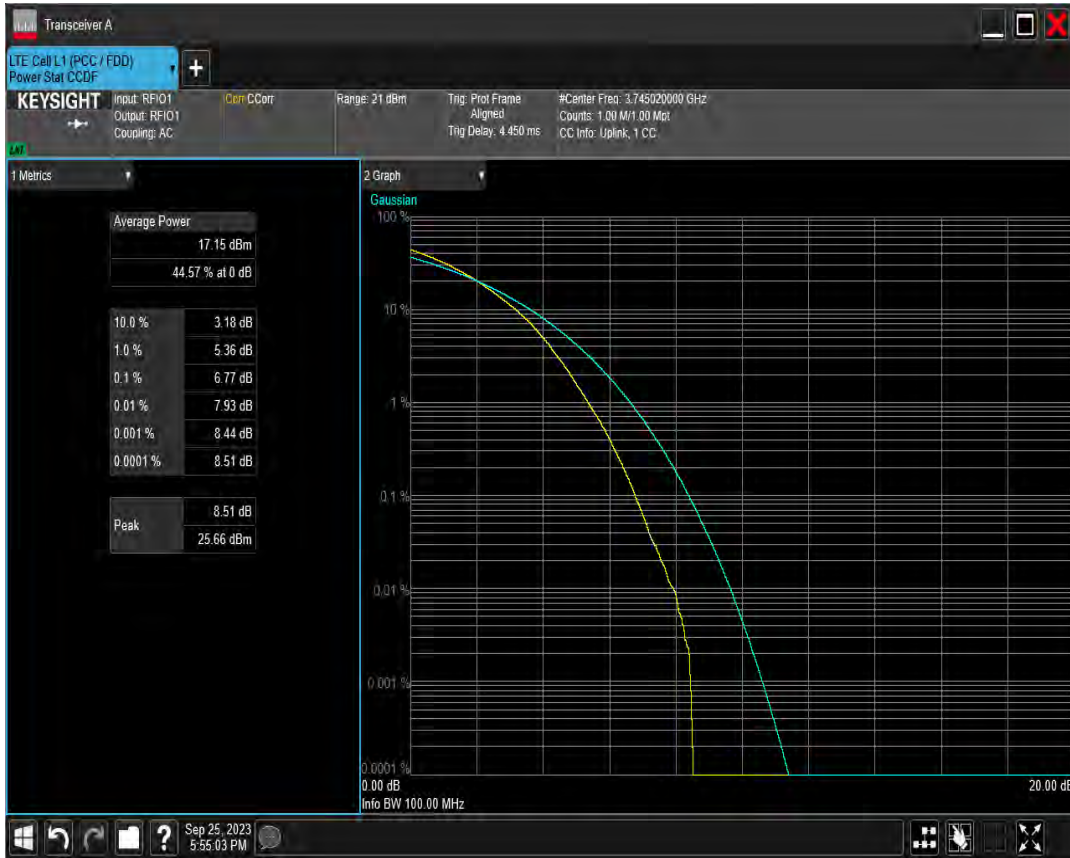 Transceiver A
LTE Cell L1 (PCC / FDD)
Power Stat CCDF
+
KEYSIGHT
Input: RFIO1
Output: RFIO1
Coupling: AC
Corr CCorr
Range: 21 dBm
Trig: Prot Frame
Aligned
Trig Delay: 4.450 ms
#Center Freq: 3.745020000 GHz
Counts: 1.00 M/1.00 Mpt
CC Info: Uplink, 1 CC
1 Metrics
Average Power
17.15 dBm
44.57 % at 0 dB
10.0 % 3.18 dB
1.0 % 5.36 dB
0.1 % 6.77 dB
0.01 % 7.93 dB
0.001 % 8.44 dB
0.0001 % 8.51 dB
Peak
8.51 dB
25.66 dBm
2 Graph
Gaussian
100 %
10 %
1 %
0.1 %
0.01 %
0.001 %
0.0001 %
0.00 dB
20.00 dB
Info BW 100.00 MHz
?
Sep 25, 2023
5:55:03 PM